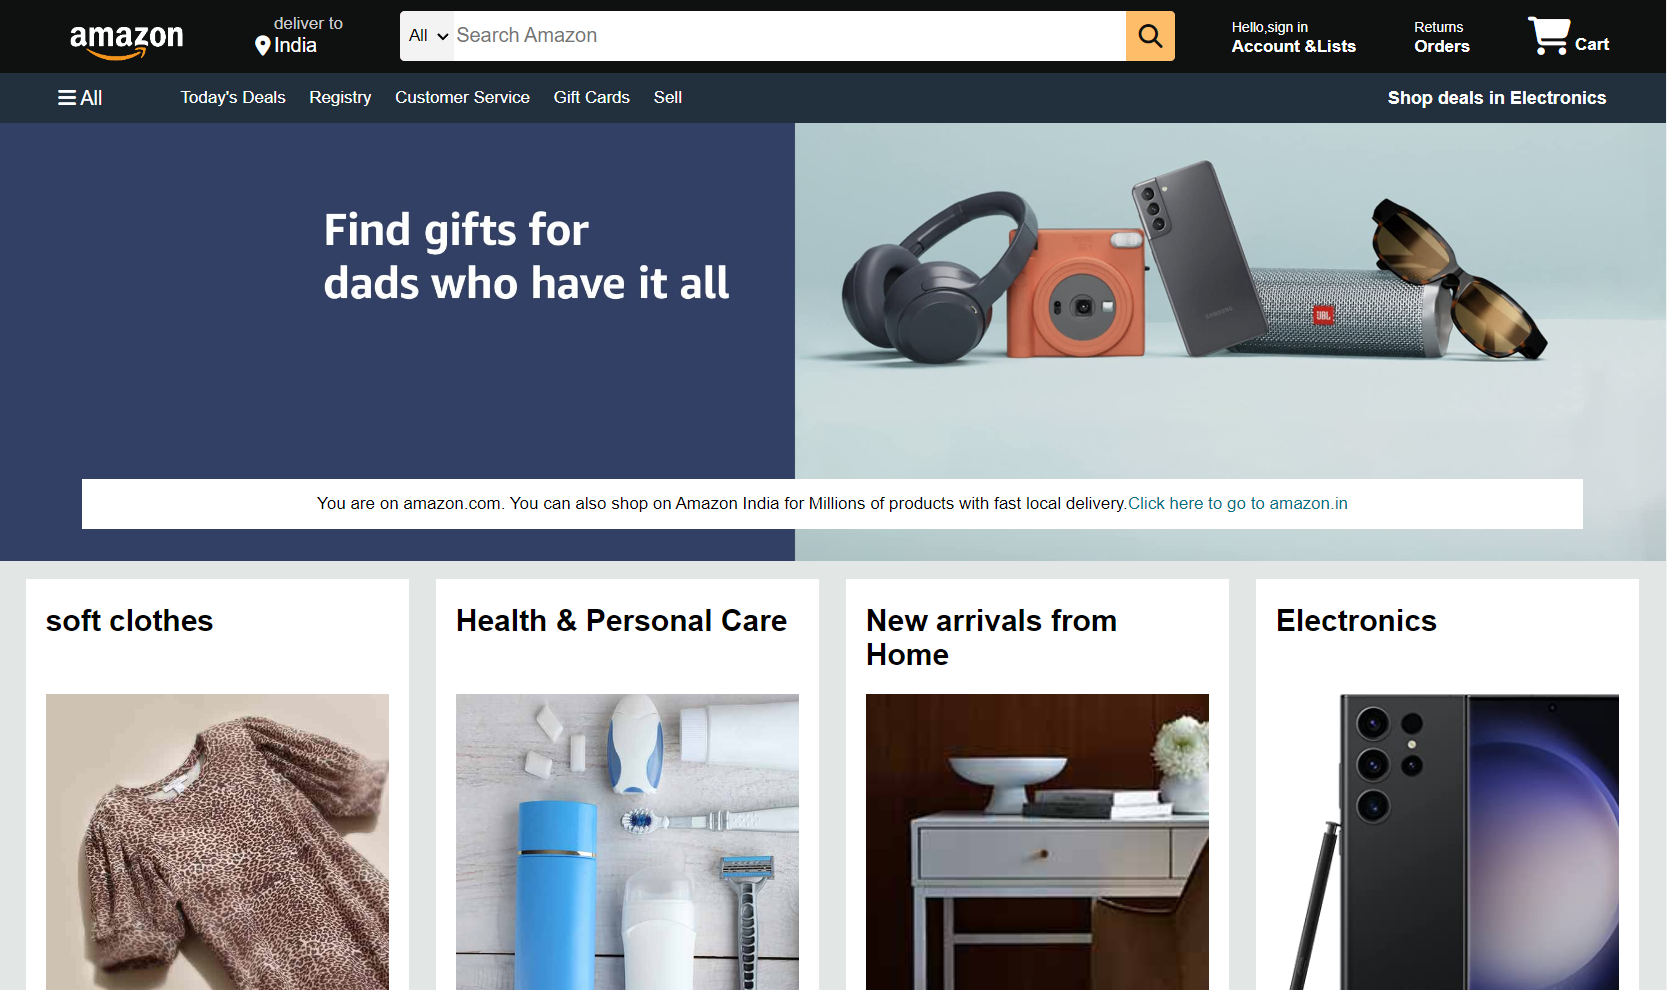 amazon
deliver to
India
All
Search Amazon
Hello,sign in
Account &Lists
Returns
Orders
Cart
All
Today's Deals
Registry
Customer Service
Gift Cards
Sell
Shop deals in Electronics
Find gifts for
dads who have it all
SAMSUNG
JBL
You are on amazon.com. You can also shop on Amazon India for Millions of products with fast local delivery.Click here to go to amazon.in
soft clothes
Health & Personal Care
New arrivals from
Home
Electronics